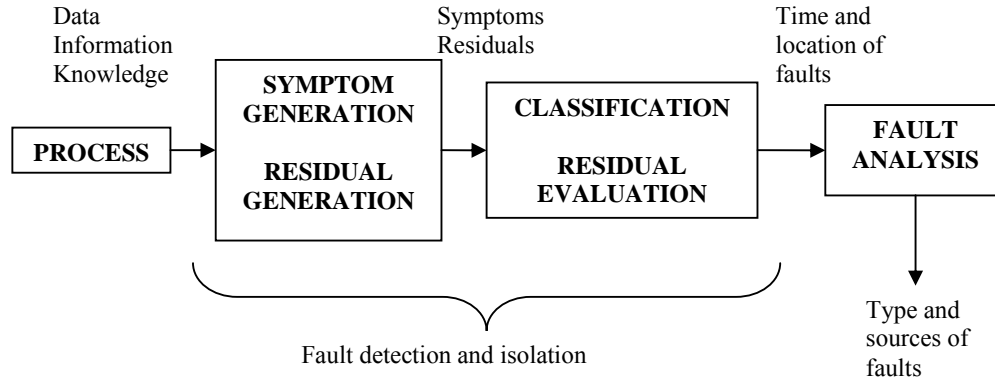 Data
Information
Knowledge
Symptoms
Residuals
Time and
location of
faults
PROCESS
SYMPTOM
GENERATION
RESIDUAL
GENERATION
CLASSIFICATION
RESIDUAL
EVALUATION
FAULT
ANALYSIS
Fault detection and isolation
Type and
sources of
faults